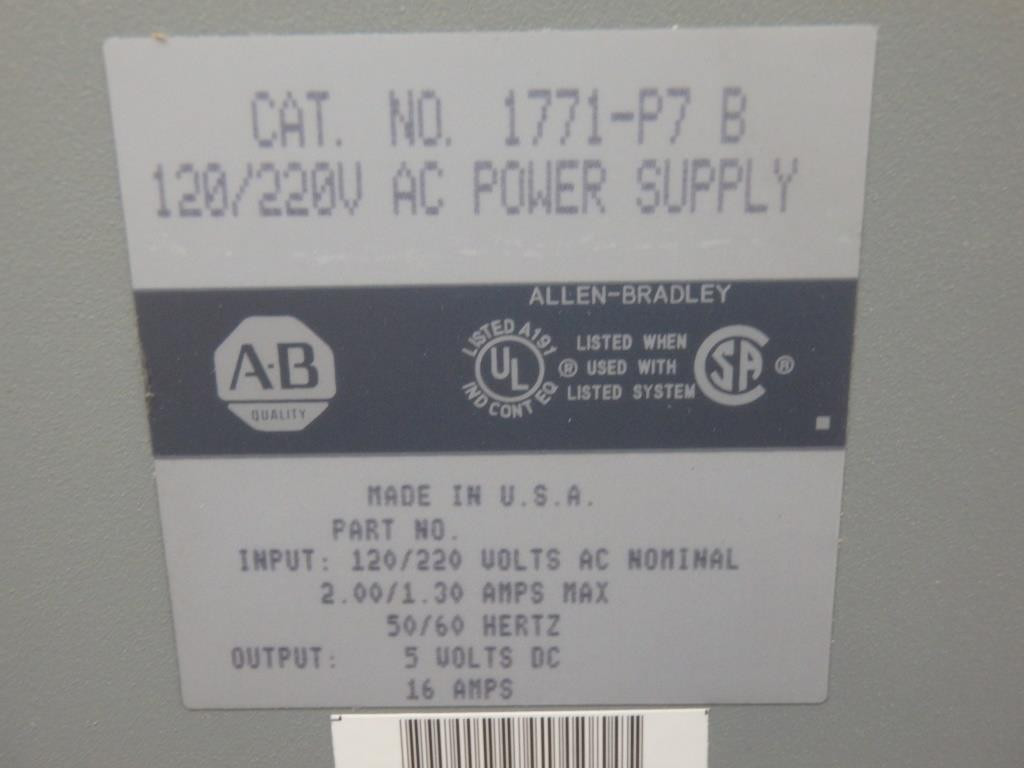 CAT. NO. 1771-P7 B
120/220V AC POWER SUPPLY
ALLEN-BRADLEY
A-B
QUALITY
LISTED A191
UL
IND CONT EQ
®
LISTED WHEN
USED WITH
LISTED SYSTEM
SA
®
MADE IN U.S.A.
PART NO.
INPUT: 120/220 VOLTS AC NOMINAL
2.00/1.30 AMPS MAX
50/60 HERTZ
OUTPUT: 5 VOLTS DC
16 AMPS